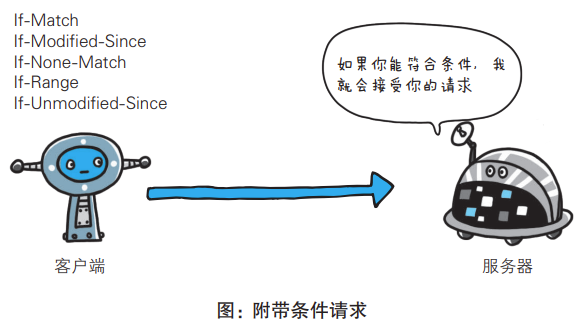 If-Match
If-Modified-Since
If-None-Match
If-Range
If-Unmodified-Since
如果你能符合条件，我
就会接受你的请求
客户端
服务器
图：附带条件请求